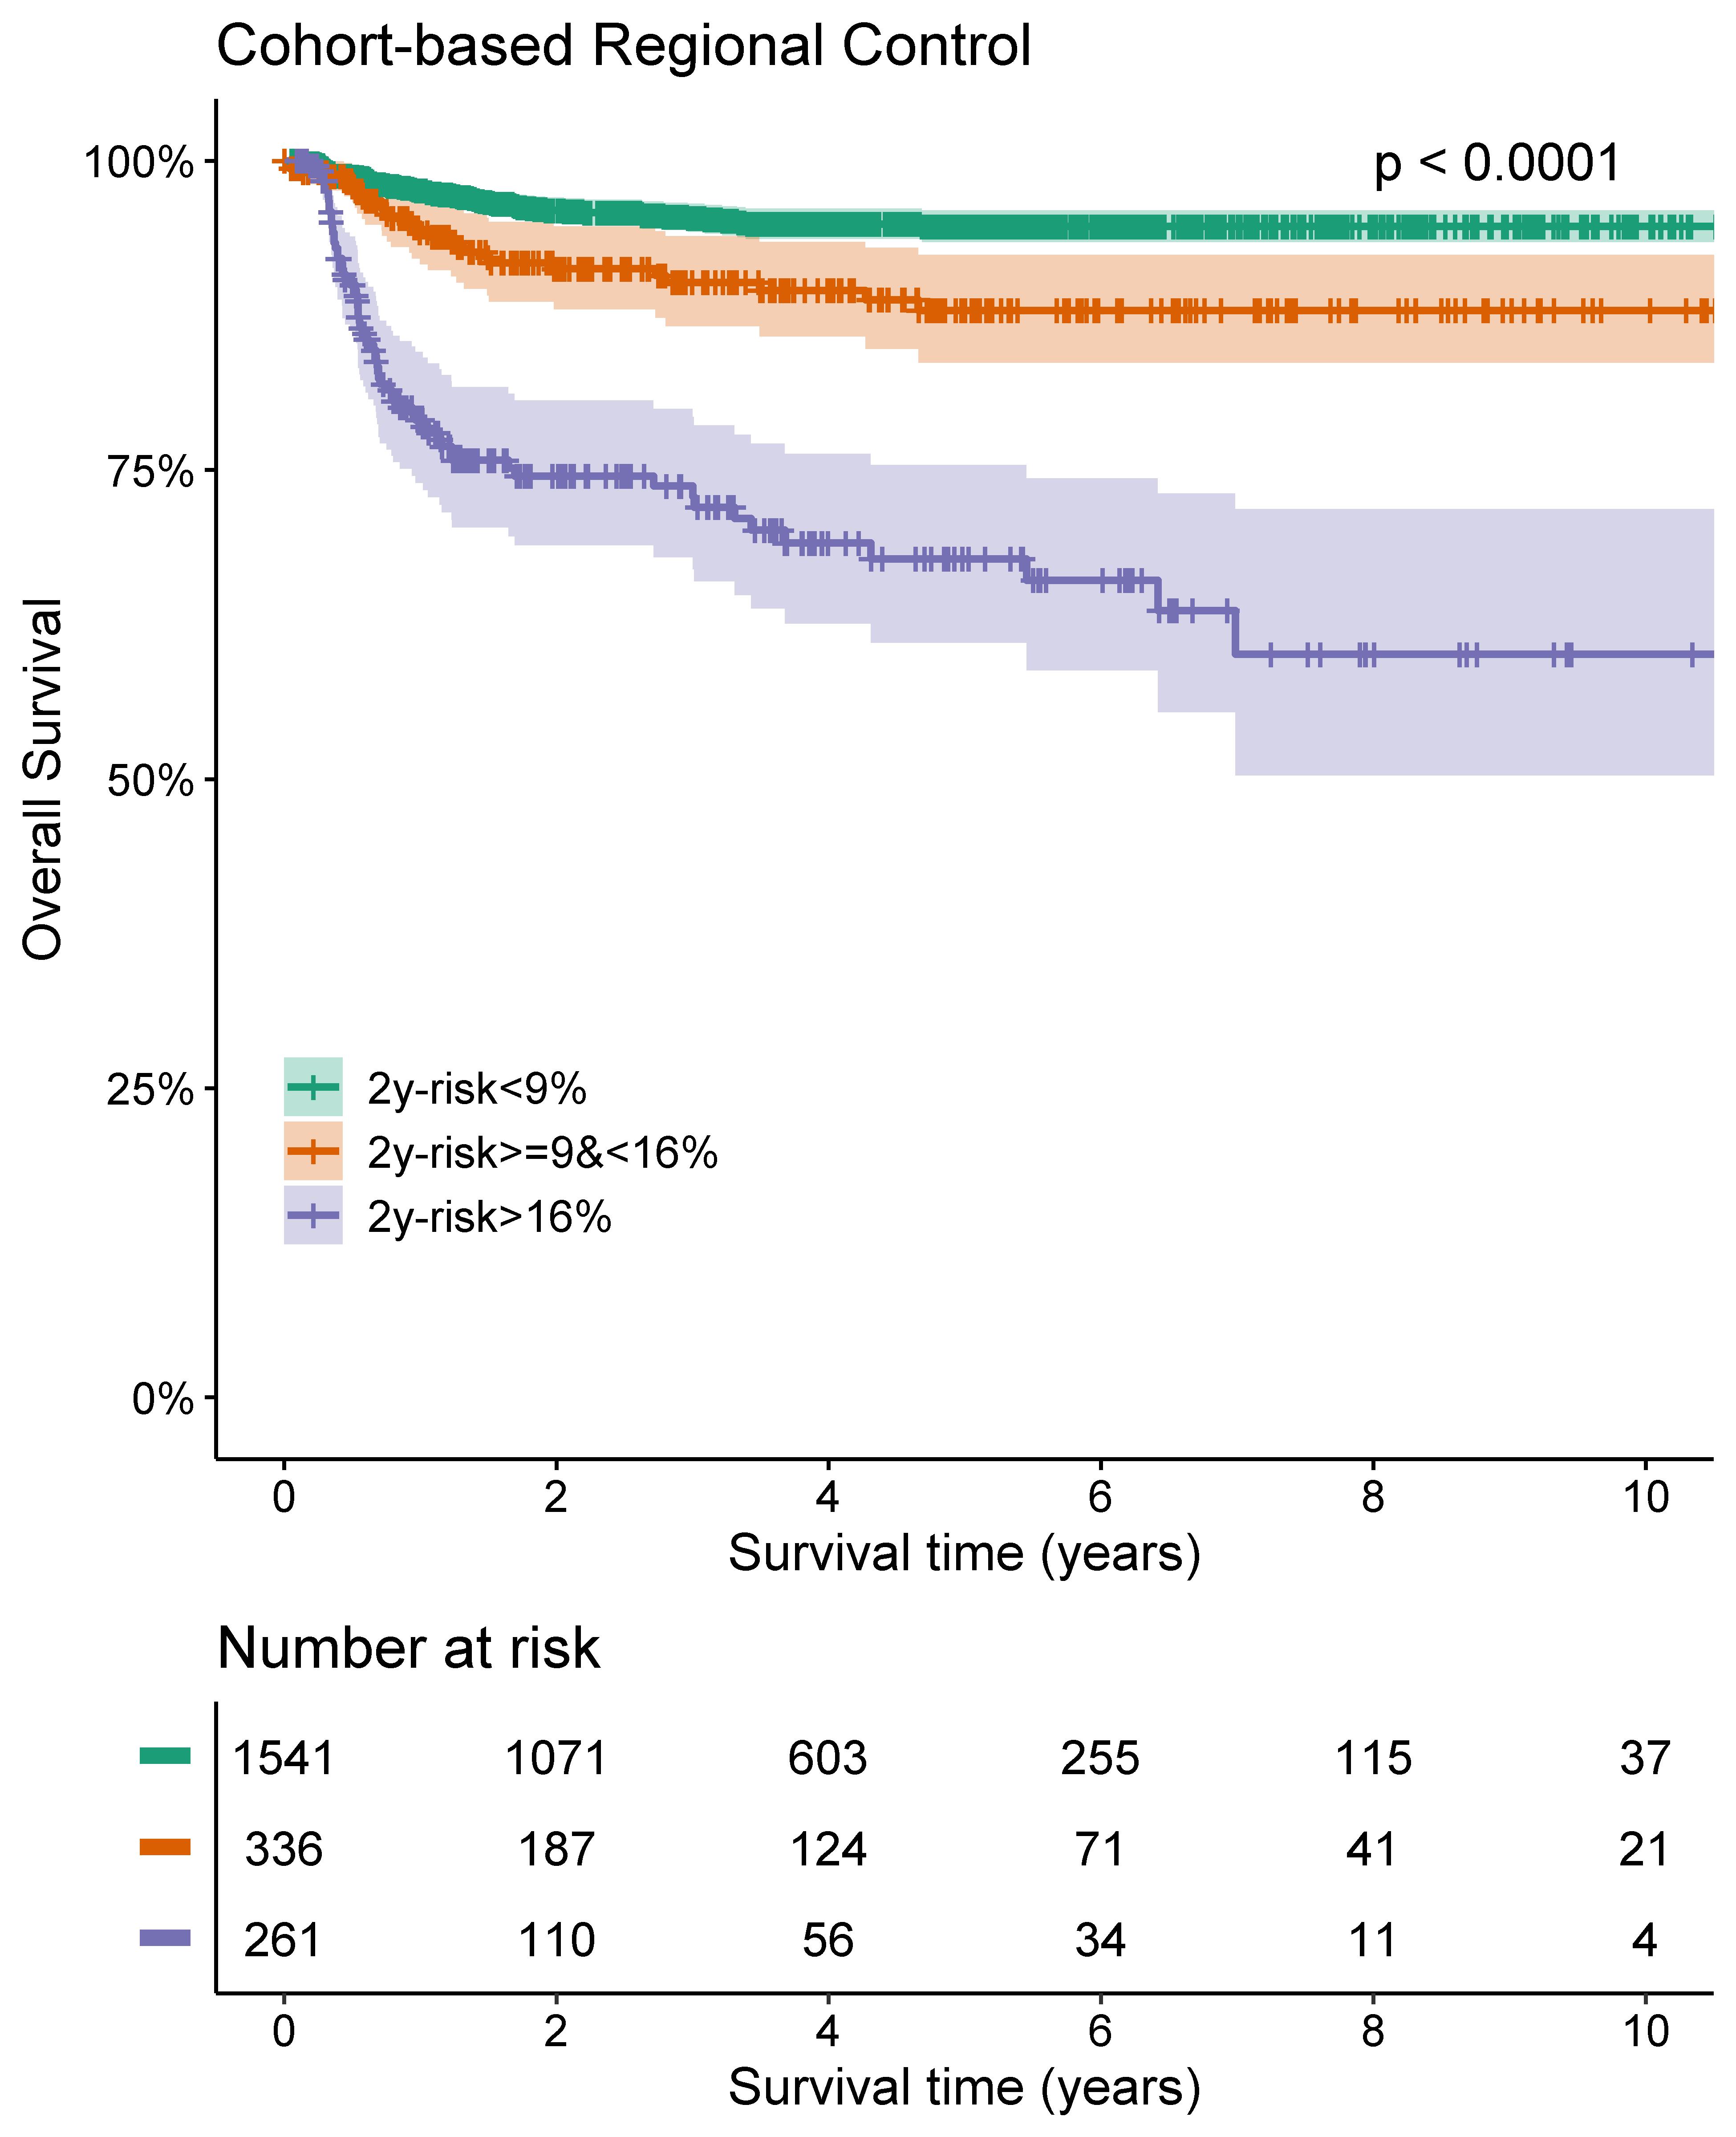 Cohort-based Regional Control
p < 0.0001
100%
75%
50%
25%
0%
Overall Survival
2y-risk<9%
2y-risk>=9&<16%
2y-risk>16%
0 2 4 6 8 10
Survival time (years)
Number at risk
1541 1071 603 255 115 37
336 187 124 71 41 21
261 110 56 34 11 4
0 2 4 6 8 10
Survival time (years)